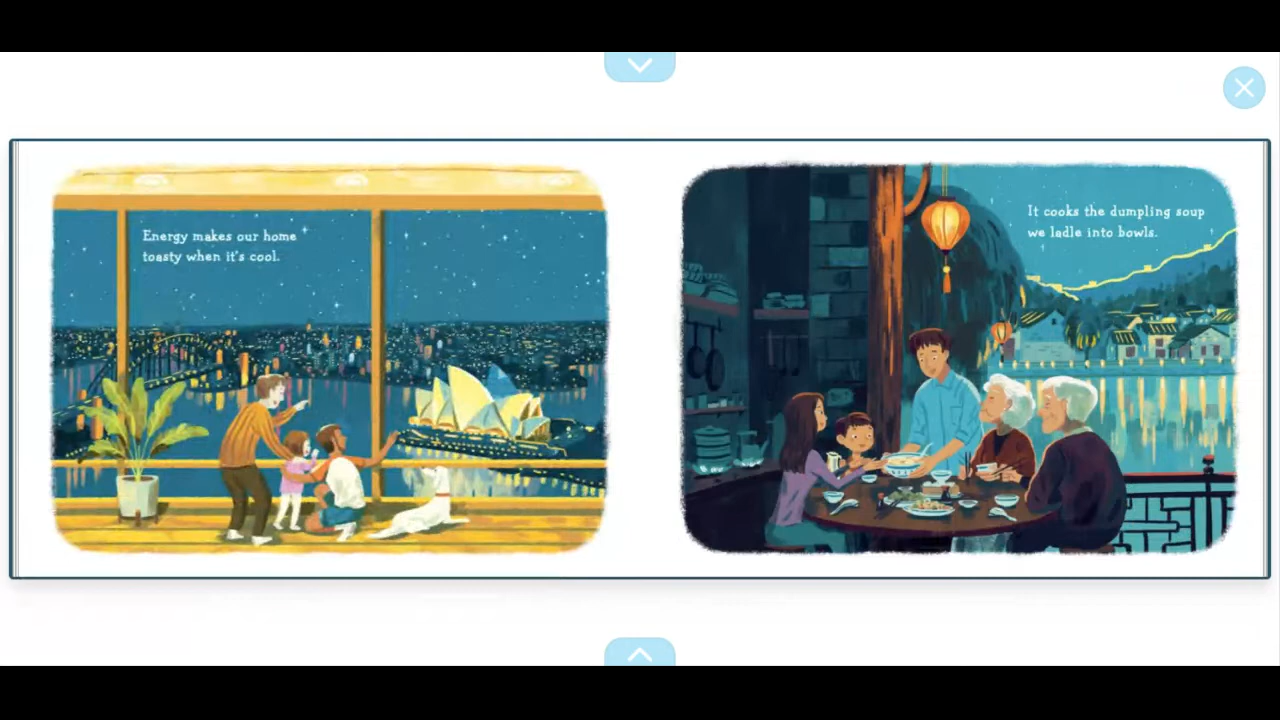 Energy makes our home
toasty when it's cool.
It cooks the dumpling soup
we ladle into bowls.